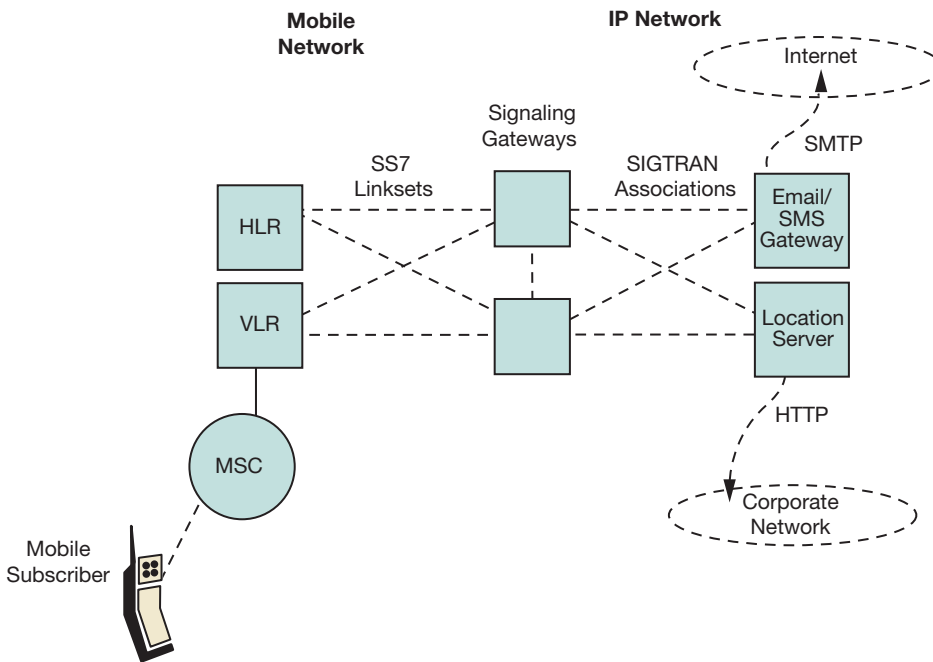 Mobile
Network
IP Network
Internet
Signaling
Gateways
SMTP
SS7
Linksets
SIGTRAN
Associations
HLR
Email/
SMS
Gateway
VLR
Location
Server
HTTP
MSC
Corporate
Network
Mobile
Subscriber